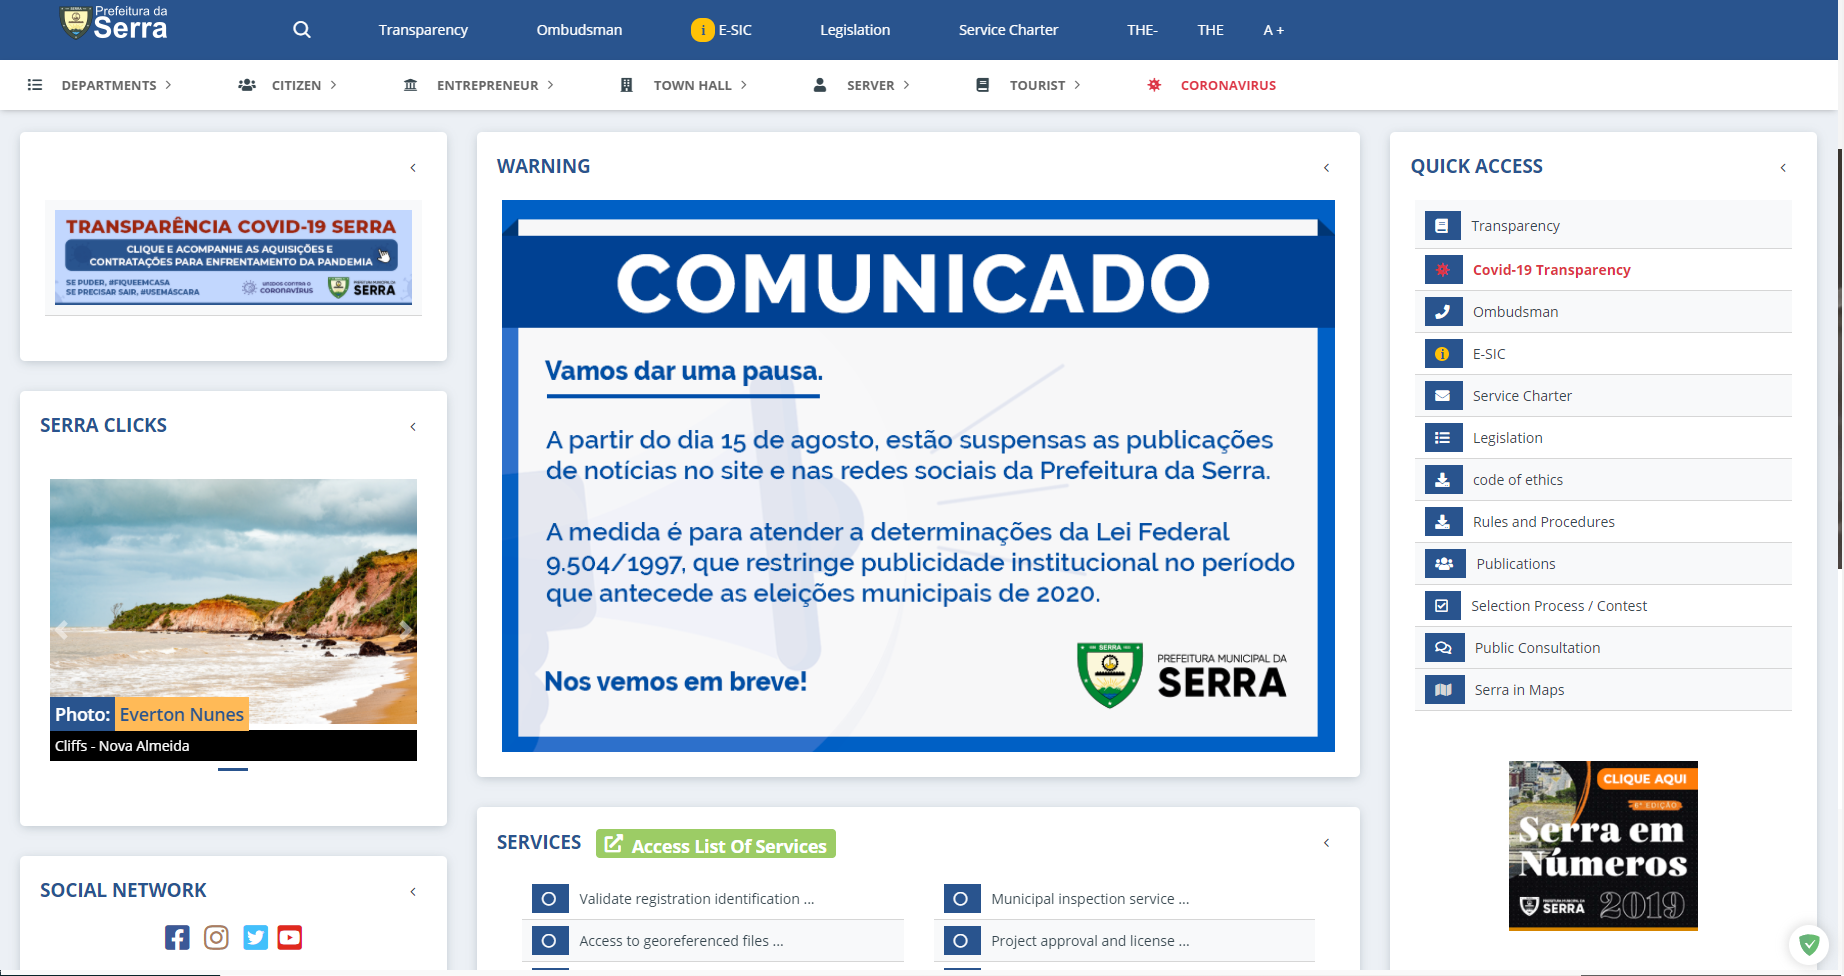 Prefeitura da
Serra
Transparency
Ombudsman
i E-SIC
Legislation
Service Charter
THE-
THE
A +
DEPARTMENTS
CITIZEN
ENTREPRENEUR
TOWN HALL
SERVER
TOURIST
CORONAVIRUS
TRANSPARÊNCIA COVID-19 SERRA
CLIQUE E ACOMPANHE AS AQUISIÇÕES E
CONTRATAÇÕES PARA ENFRENTAMENTO DA PANDEMIA
SE PUDER, #FIQUEEMCASA
SE PRECISAR SAIR, #USEMÁSCARA
UNIDOS CONTRA O
CORONAVÍRUS
PREFEITURA MUNICIPAL DA
SERRA
SERRA CLICKS
Photo: Everton Nunes
Cliffs - Nova Almeida
SOCIAL NETWORK
WARNING
COMUNICADO
Vamos dar uma pausa.
A partir do dia 15 de agosto, estão suspensas as publicações
de notícias no site e nas redes sociais da Prefeitura da Serra.
A medida é para atender a determinações da Lei Federal
9.504/1997, que restringe publicidade institucional no período
que antecede as eleições municipais de 2020.
Nos vemos em breve!
SERRA
PREFEITURA MUNICIPAL DA
SERRA
SERVICES
Access List Of Services
Validate registration identification ...
Municipal inspection service ...
Access to georeferenced files ...
Project approval and license ...
QUICK ACCESS
Transparency
Covid-19 Transparency
Ombudsman
E-SIC
Service Charter
Legislation
code of ethics
Rules and Procedures
Publications
Selection Process / Contest
Public Consultation
Serra in Maps
CLIQUE AQUI
6ª EDIÇÃO
Serra em
Números
PREFEITURA MUNICIPAL DA
SERRA
2019